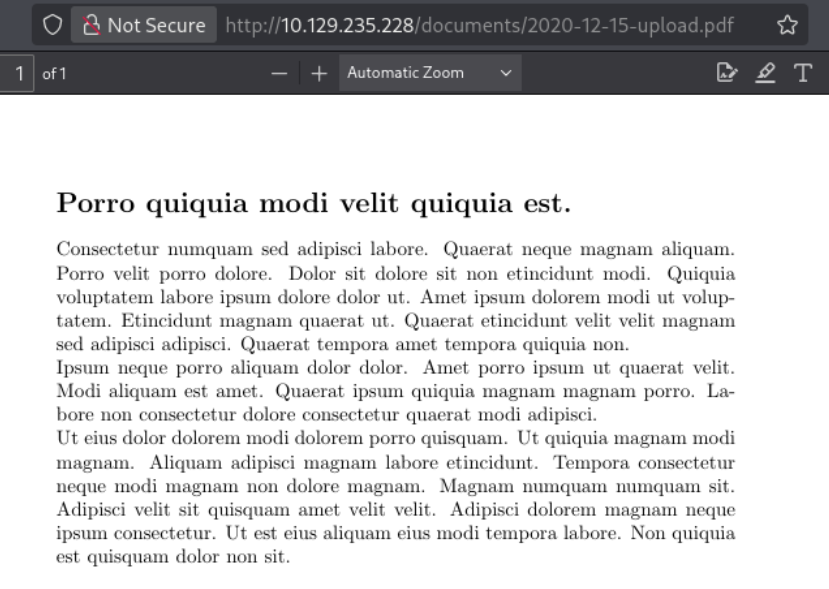 Not Secure http://10.129.235.228/documents/2020-12-15-upload.pdf
1 of 1 Automatic Zoom
Porro quiquia modi velit quiquia est.
Consectetur numquam sed adipisci labore. Quaerat neque magnam aliquam.
Porro velit porro dolore. Dolor sit dolore sit non etincidunt modi. Quiquia
voluptatem labore ipsum dolore dolor ut. Amet ipsum dolorem modi ut volup-
tatem. Etincidunt magnam quaerat ut. Quaerat etincidunt velit velit magnam
sed adipisci adipisci. Quaerat tempora amet tempora quiquia non.
Ipsum neque porro aliquam dolor dolor. Amet porro ipsum ut quaerat velit.
Modi aliquam est amet. Quaerat ipsum quiquia magnam magnam porro. La-
bore non consectetur dolore consectetur quaerat modi adipisci.
Ut eius dolor dolorem modi dolorem porro quisquam. Ut quiquia magnam modi
magnam. Aliquam adipisci magnam labore etincidunt. Tempora consectetur
neque modi magnam non dolore magnam. Magnam numquam numquam sit.
Adipisci velit sit quisquam amet velit velit. Adipisci dolorem magnam neque
ipsum consectetur. Ut est eius aliquam eius modi tempora labore. Non quiquia
est quisquam dolor non sit.